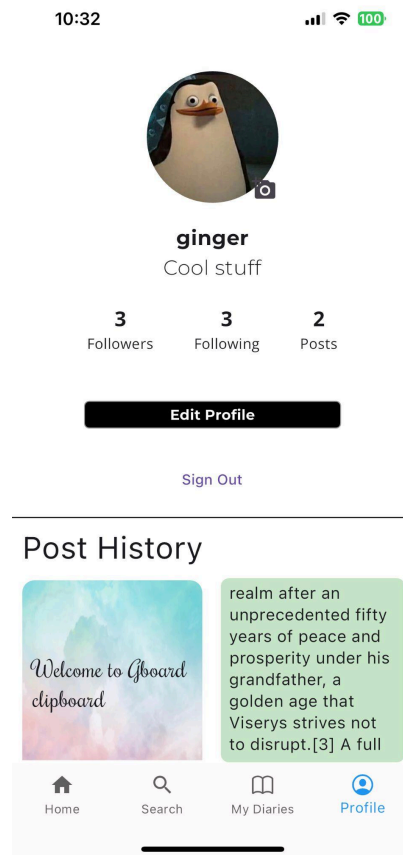 10:32
100
ginger
Cool stuff
3
Followers
3
Following
2
Posts
Edit Profile
Sign Out
Post History
Welcome to Gboard
clipboard
realm after an
unprecedented fifty
years of peace and
prosperity under his
grandfather, a
golden age that
Viserys strives not
to disrupt.[3] A full
Home
Search
My Diaries
Profile